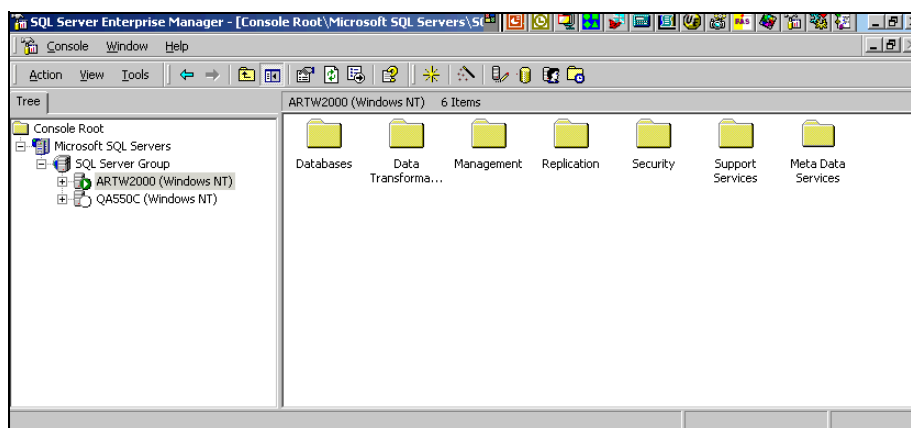 SQL Server Enterprise Manager - [Console Root\Microsoft SQL Servers\S
Console Window Help
Action View Tools
Tree
ARTW2000 (Windows NT) 6 Items
Console Root
Microsoft SQL Servers
SQL Server Group
ARTW2000 (Windows NT)
QA550C (Windows NT)
Databases
Data Transforma...
Management
Replication
Security
Support Services
Meta Data Services